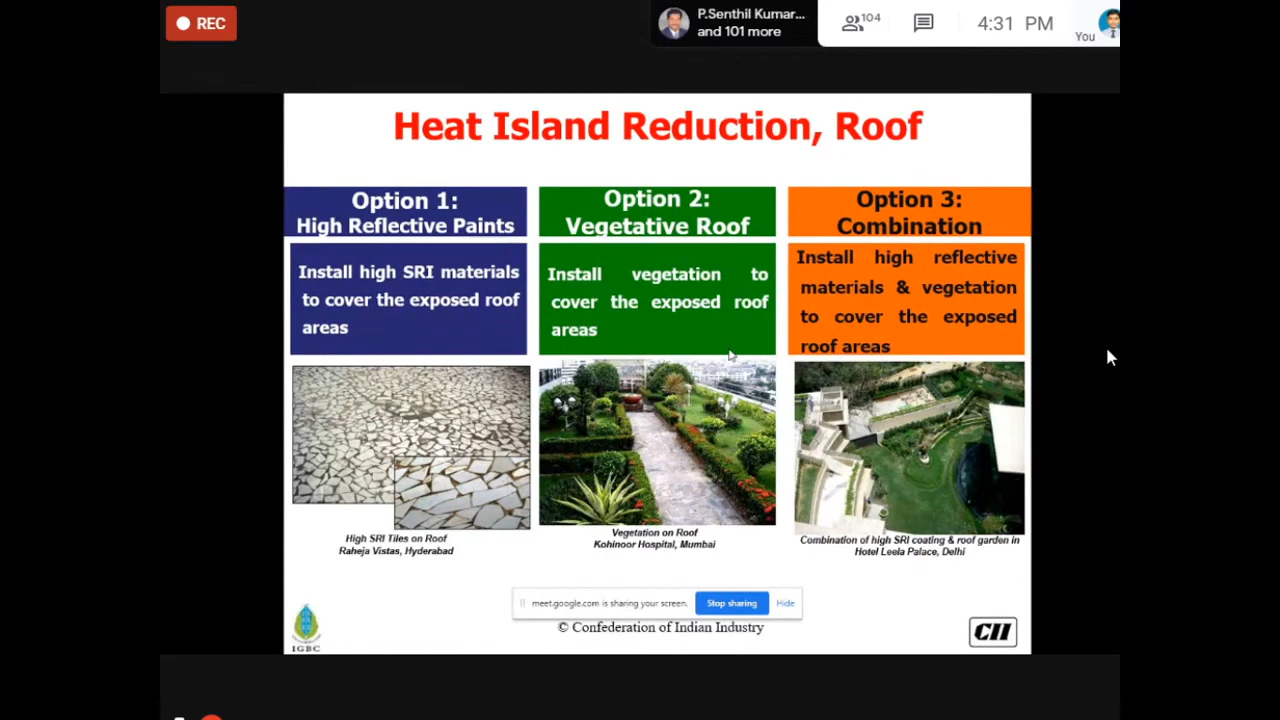 REC
P.Senthil Kumar...
and 101 more
104
4:31 PM
You
Heat Island Reduction, Roof
Option 1:
High Reflective Paints
Install high SRI materials
to cover the exposed roof
areas
High SRI Tiles on Roof
Raheja Vistas, Hyderabad
Option 2:
Vegetative Roof
Install vegetation to
cover the exposed roof
areas
Vegetation on Roof
Kohinoor Hospital, Mumbai
Option 3:
Combination
Install high reflective
materials & vegetation
to cover the exposed
roof areas
Combination of high SRI coating & roof garden in
Hotel Leela Palace, Delhi
meet.google.com is sharing your screen.
Stop sharing
Hide
© Confederation of Indian Industry
IGBC
CII